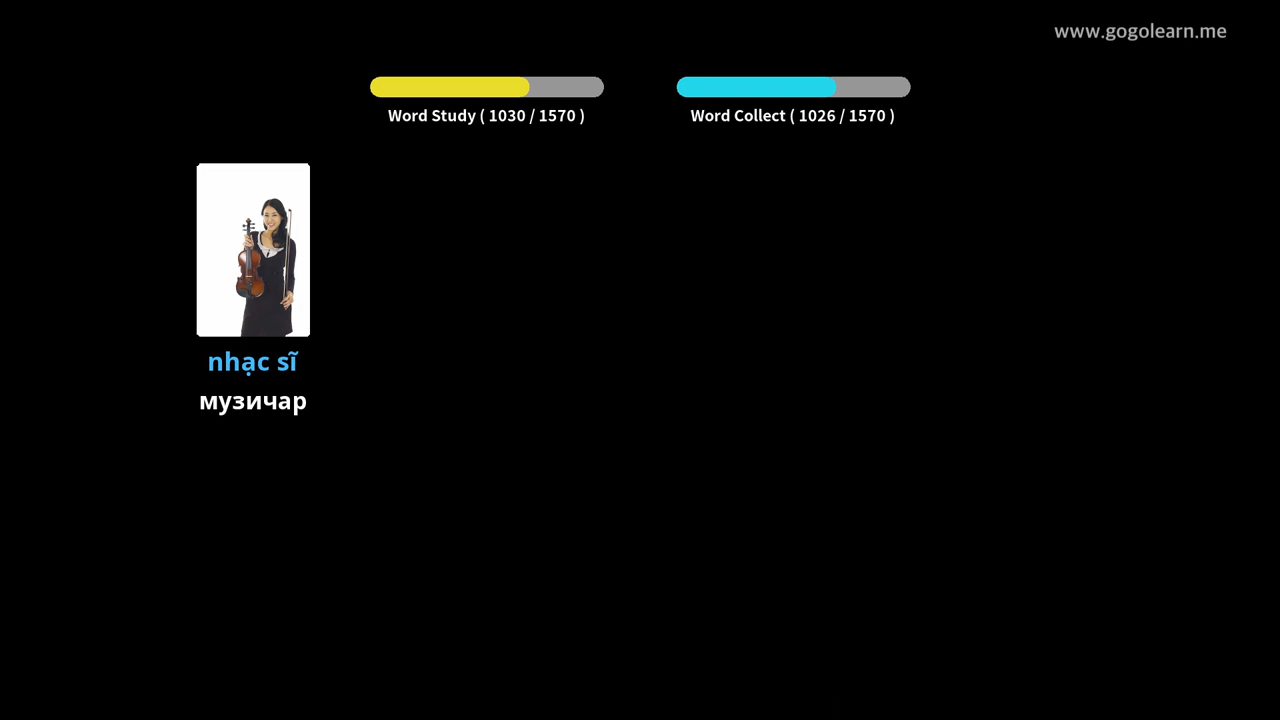 www.gogolearn.me
Word Study ( 1030 / 1570 )
Word Collect ( 1026 / 1570 )
nhạc sĩ
музичар